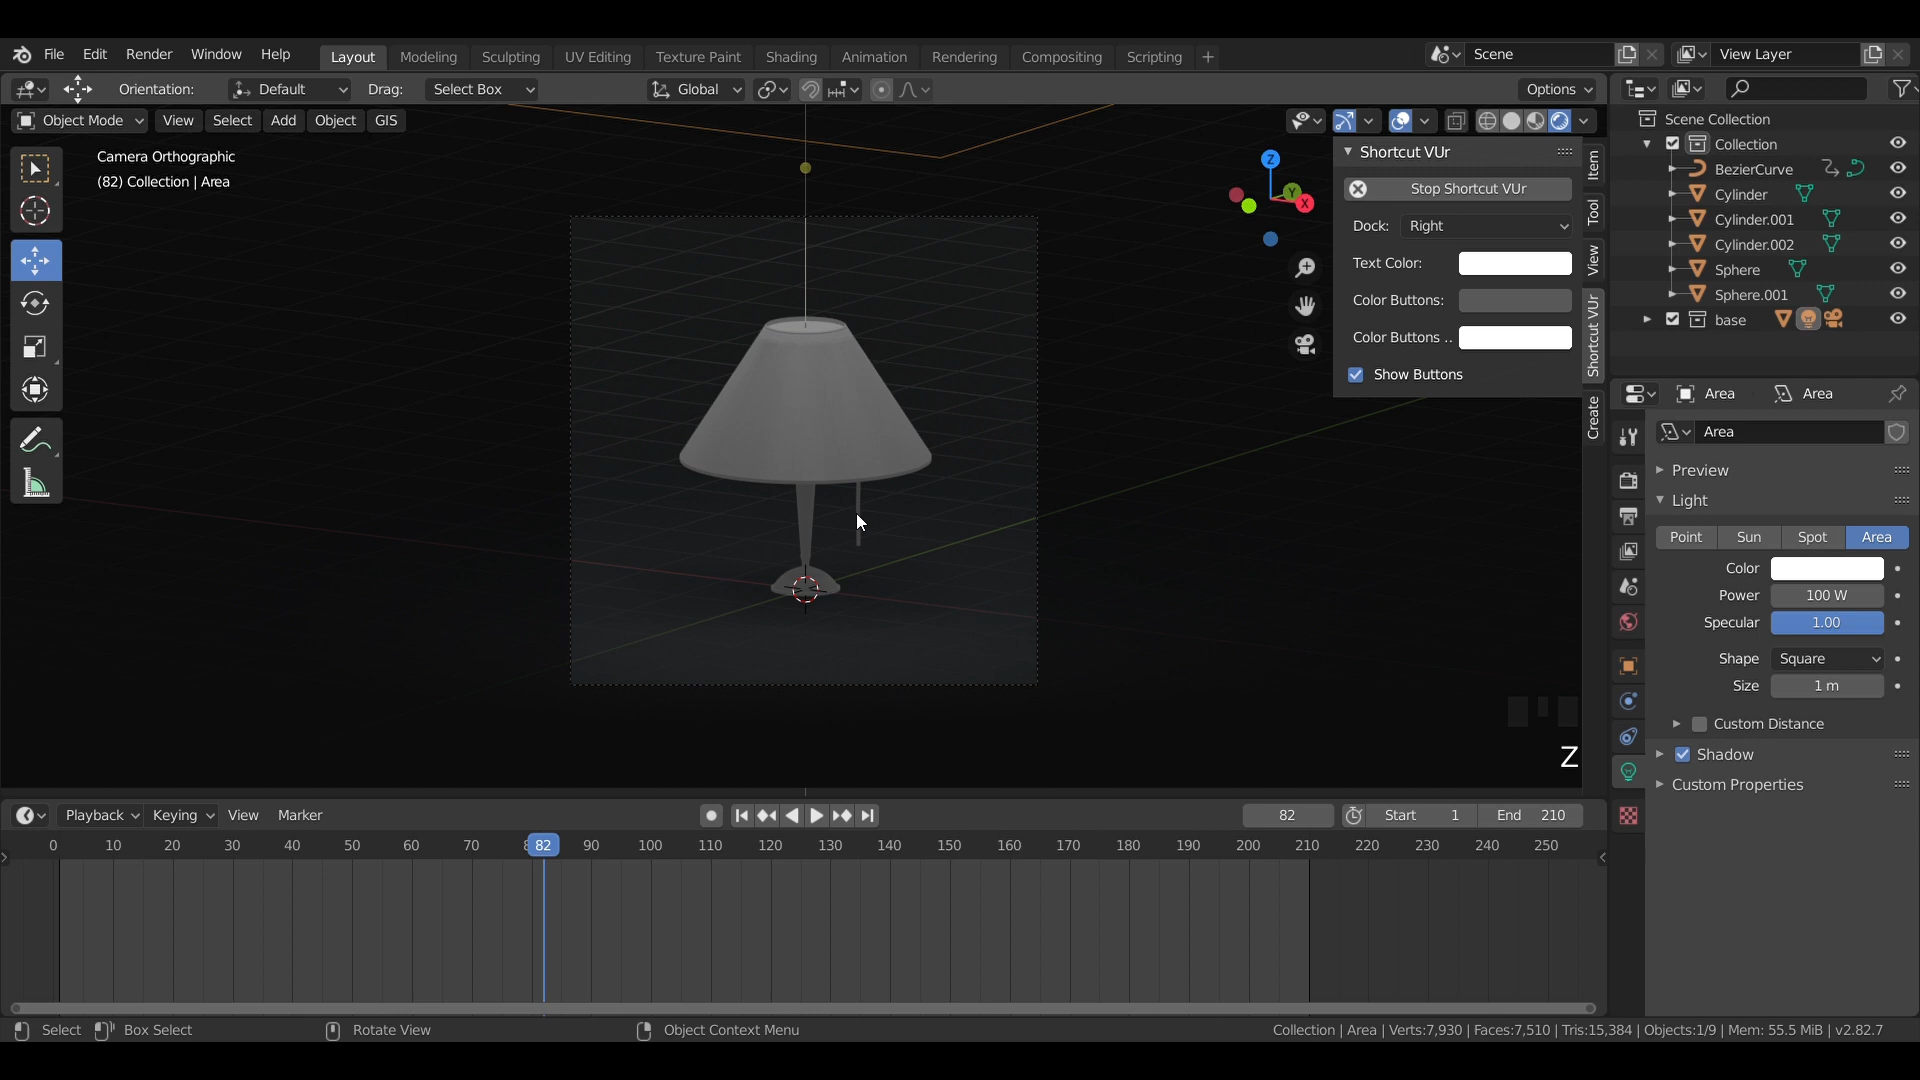 File Edit Render Window Help Layout Modeling Sculpting UV Editing Texture Paint Shading Animation Rendering Compositing Scripting + Scene View Layer
Orientation: Default Drag: Select Box Global Options
Object Mode View Select Add Object GIS
Camera Orthographic
(82) Collection | Area
Z
Y
X
Shortcut VUr
Stop Shortcut VUr
Dock: Right
Text Color:
Color Buttons:
Color Buttons ..
Show Buttons
Item
Tool
View
Shortcut VUr
Create
Scene Collection
Collection
BezierCurve
Cylinder
Cylinder.001
Cylinder.002
Sphere
Sphere.001
base
Area Area
Area
Preview
Light
Point Sun Spot Area
Color
Power 100 W
Specular 1.00
Shape Square
Size 1 m
Custom Distance
Shadow
Custom Properties
Z
Playback Keying View Marker 82 Start 1 End 210
0 10 20 30 40 50 60 70 82 90 100 110 120 130 140 150 160 170 180 190 200 210 220 230 240 250
Select Box Select Rotate View Object Context Menu Collection | Area | Verts:7,930 | Faces:7,510 | Tris:15,384 | Objects:1/9 | Mem: 55.5 MiB | v2.82.7